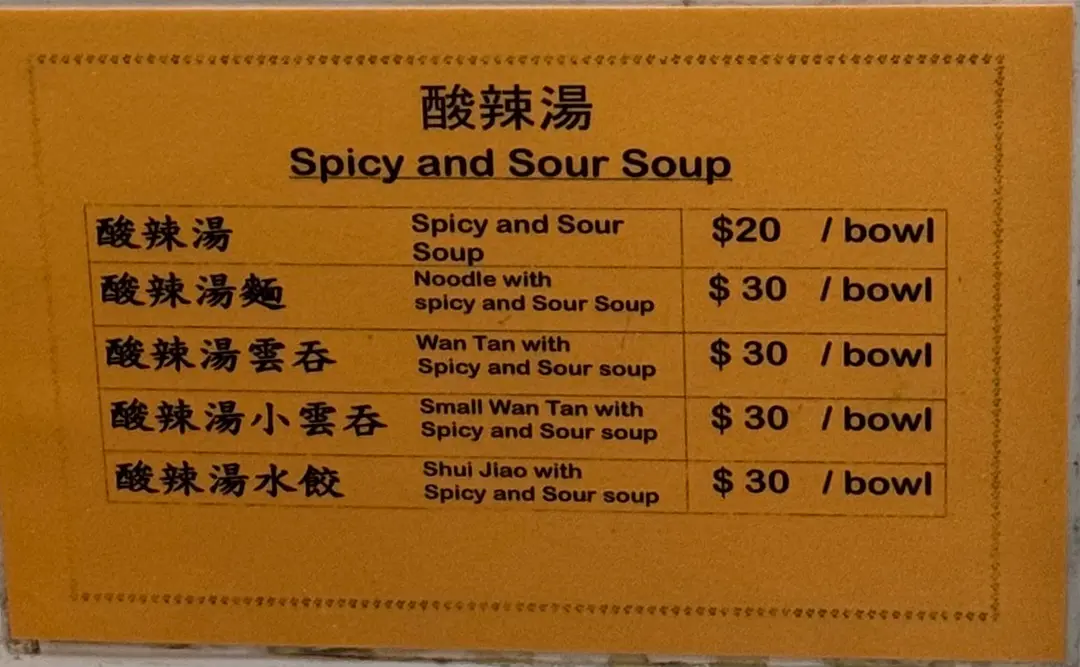 酸辣湯
Spicy and Sour Soup
酸辣湯 Spicy and Sour $20 / bowl
Soup
酸辣湯麵 Noodle with $ 30 / bowl
spicy and Sour Soup
酸辣湯雲吞 Wan Tan with $ 30 / bowl
Spicy and Sour soup
酸辣湯小雲吞 Small Wan Tan with $ 30 / bowl
Spicy and Sour soup
酸辣湯水餃 Shui Jiao with $ 30 / bowl
Spicy and Sour soup